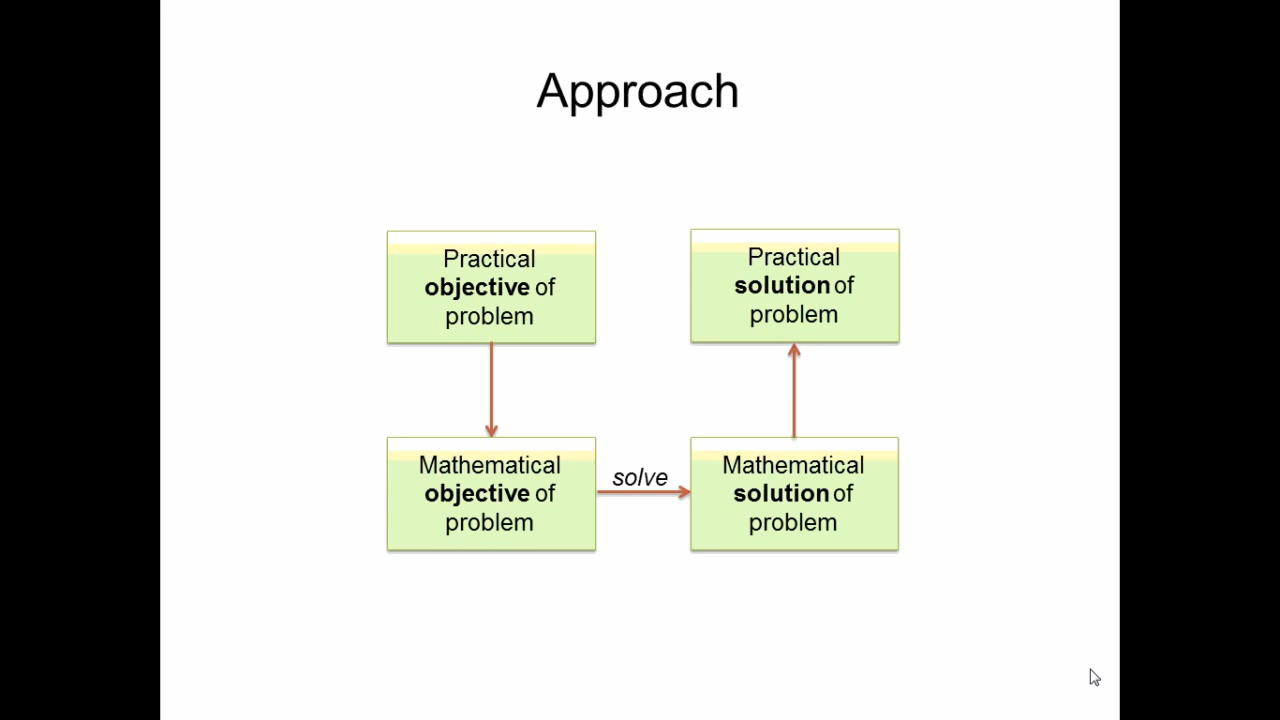 Approach
Practical
objective of
problem
Practical
solution of
problem
Mathematical
objective of
problem
solve
Mathematical
solution of
problem